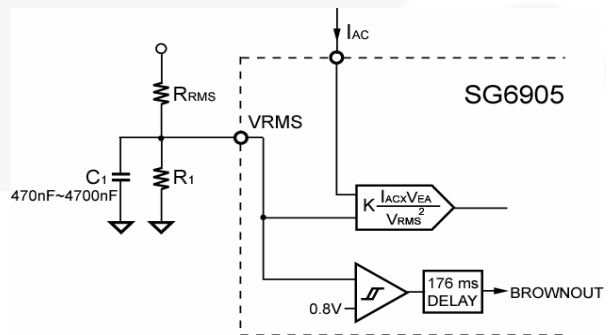 IAC
RRMS
SG6905
VRMS
C1
R1
470nF~4700nF
K IACxVEA
VRMS2
176 ms
DELAY
BROWNOUT
0.8V